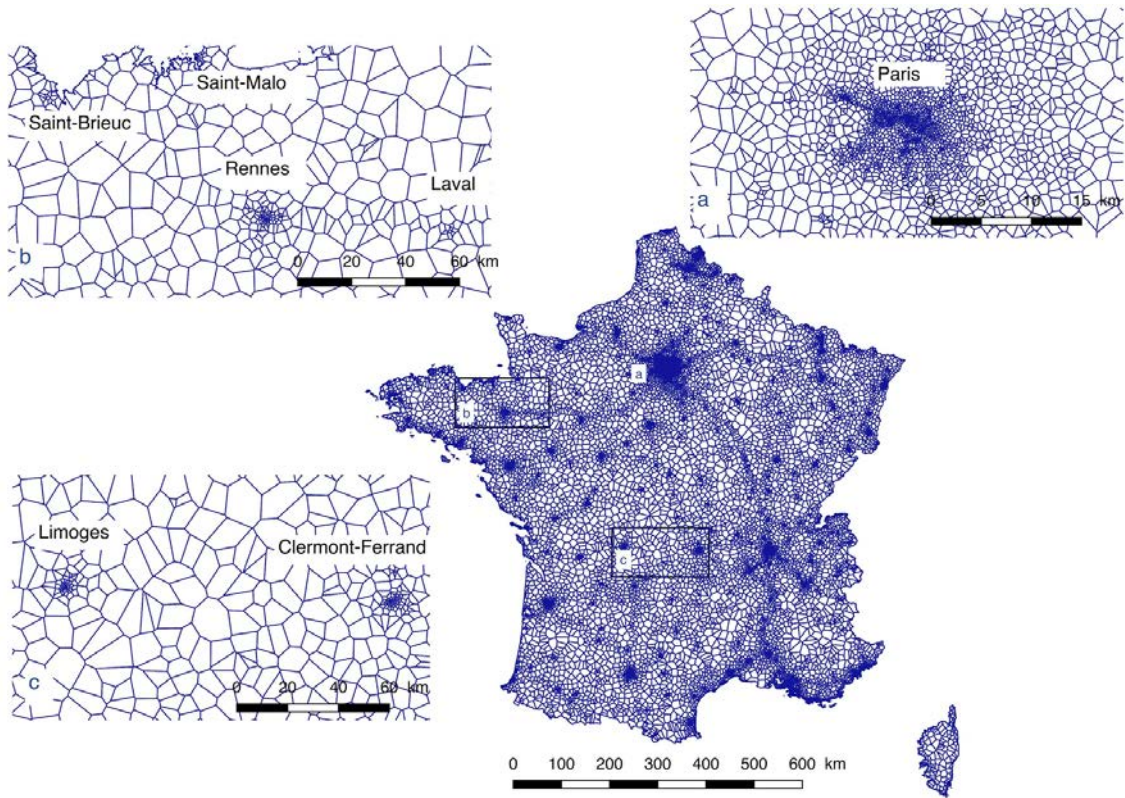 Saint-Malo
Saint-Brieuc
Rennes
Laval
b
0 20 40 60 km
Paris
a
0 5 10 15 km
a
b
c
Limoges
Clermont-Ferrand
c
0 20 40 60 km
0 100 200 300 400 500 600 km